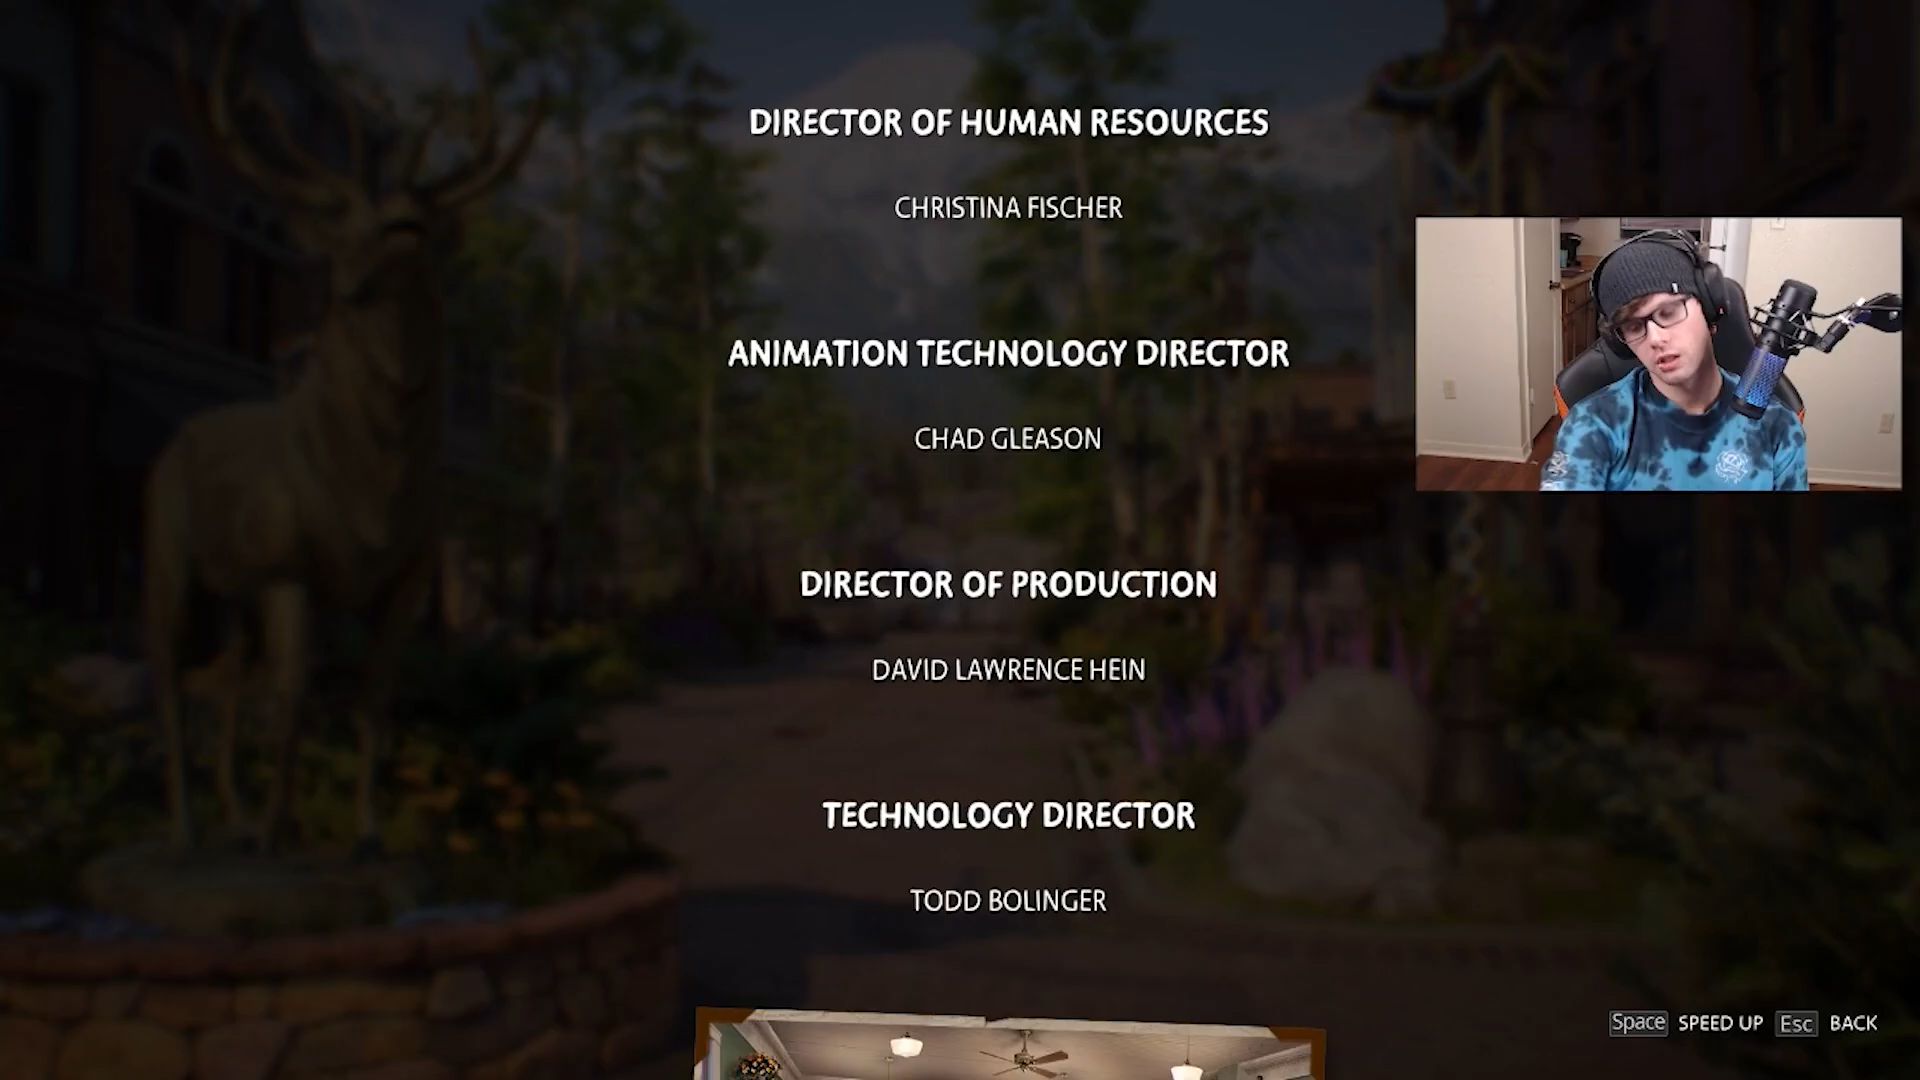 DIRECTOR OF HUMAN RESOURCES
CHRISTINA FISCHER
ANIMATION TECHNOLOGY DIRECTOR
CHAD GLEASON
DIRECTOR OF PRODUCTION
DAVID LAWRENCE HEIN
TECHNOLOGY DIRECTOR
TODD BOLINGER
Space SPEED UP Esc BACK